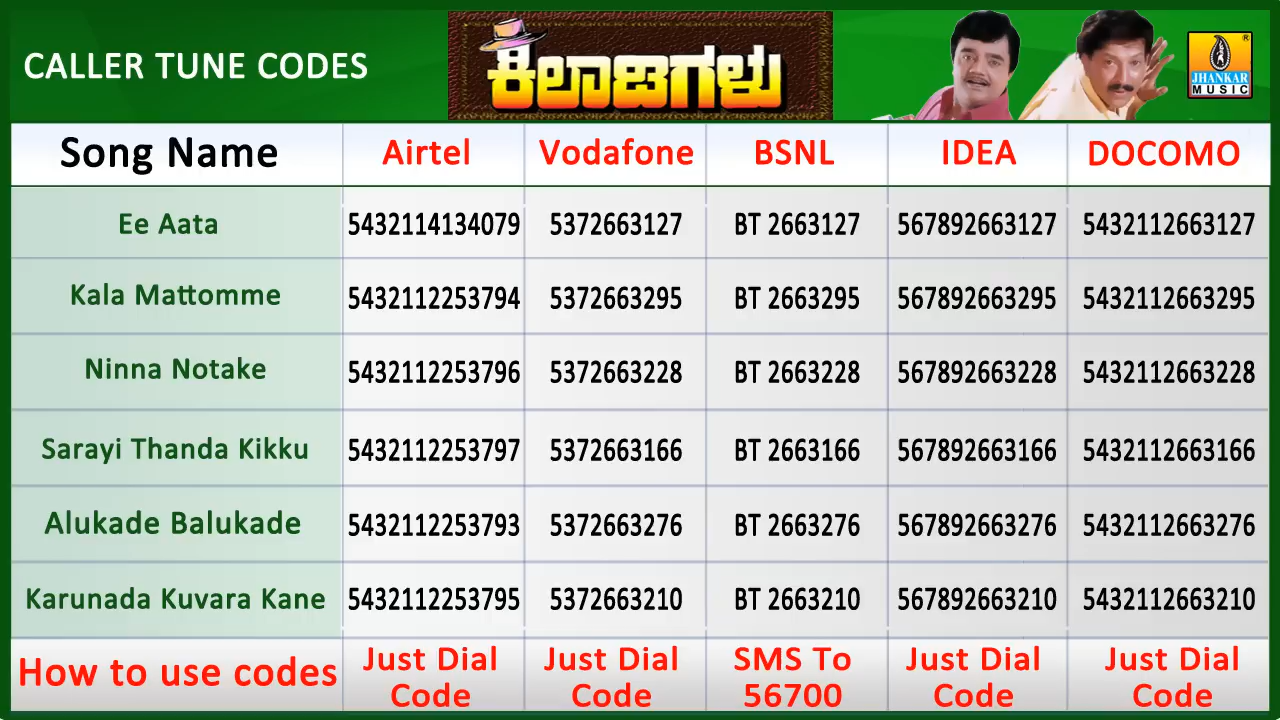 CALLER TUNE CODES
ಕಿಲಾಡಿಗಳು
JHANKAR
MUSIC
®
Song Name Airtel Vodafone BSNL IDEA DOCOMO
Ee Aata 5432114134079 5372663127 BT 2663127 567892663127 5432112663127
Kala Mattomme 5432112253794 5372663295 BT 2663295 567892663295 5432112663295
Ninna Notake 5432112253796 5372663228 BT 2663228 567892663228 5432112663228
Sarayi Thanda Kikku 5432112253797 5372663166 BT 2663166 567892663166 5432112663166
Alukade Balukade 5432112253793 5372663276 BT 2663276 567892663276 5432112663276
Karunada Kuvara Kane 5432112253795 5372663210 BT 2663210 567892663210 5432112663210
How to use codes Just Dial Code Just Dial Code SMS To 56700 Just Dial Code Just Dial Code